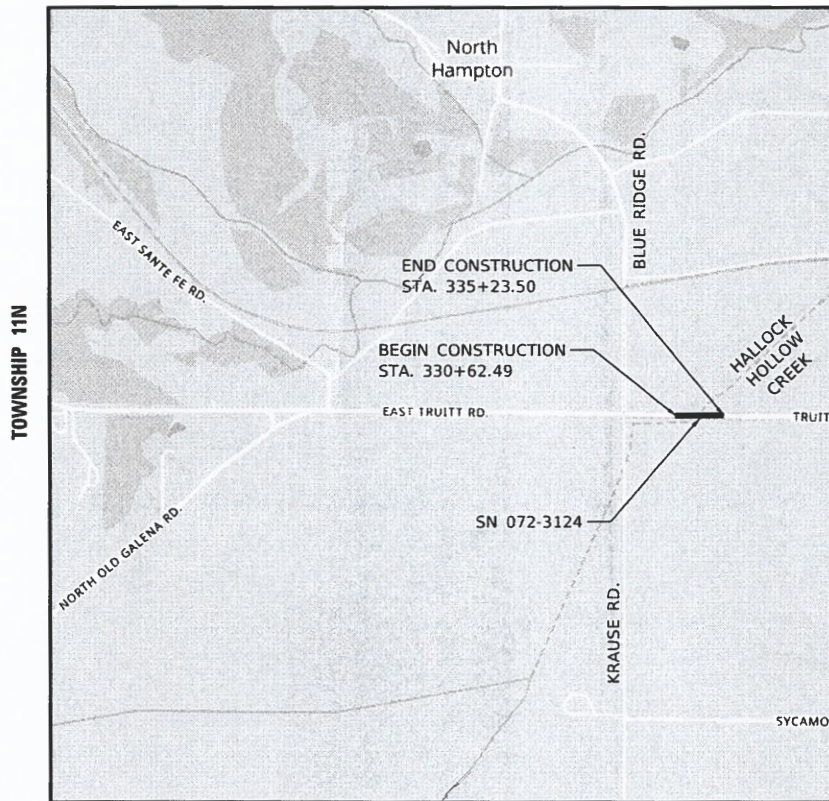 North
Hampton
BLUE RIDGE RD.
EAST SANTE FE RD.
END CONSTRUCTION
STA. 335+23.50
BEGIN CONSTRUCTION
STA. 330+62.49
HALLOCK
HOLLOW
CREEK
TOWNSHIP 11N
EAST TRUITT RD.
TRUITT
SN 072-3124
NORTH OLD GALENA RD.
KRAUSE RD.
SYCAMO